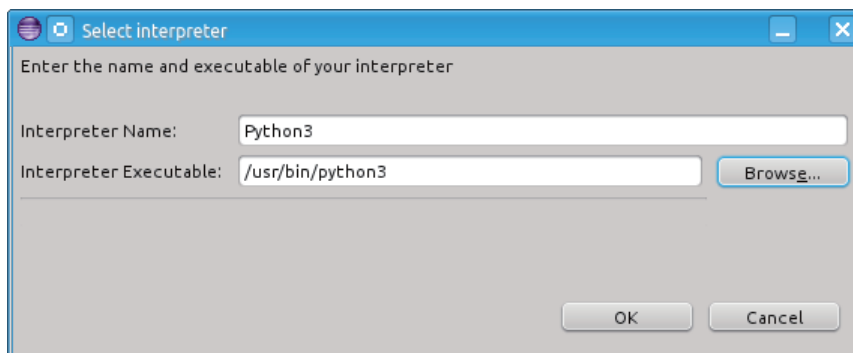 Select interpreter
Enter the name and executable of your interpreter
Interpreter Name: Python3
Interpreter Executable: /usr/bin/python3 Browse...
OK Cancel